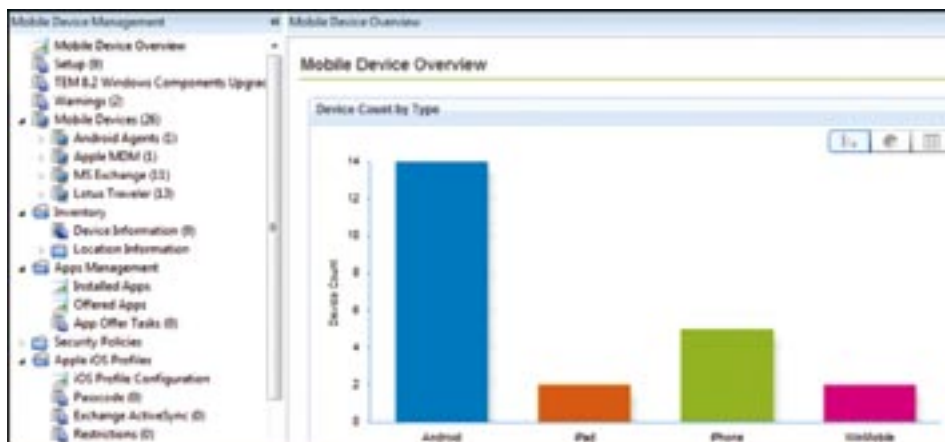 Mobile Device Management
«
Mobile Device Overview
Mobile Device Overview
Setup (9)
TEM 8.2 Windows Components Upgrad
Warnings (2)
Mobile Devices (26)
Android Agents (1)
Apple MDM (1)
MS Exchange (11)
Lotus Traveler (13)
Inventory
Device Information (9)
Location Information
Apps Management
Installed Apps
Offered Apps
App Offer Tasks (0)
Security Policies
Apple iOS Profiles
iOS Profile Configuration
Passcode (0)
Exchange ActiveSync (0)
Restrictions (0)
Mobile Device Overview
Device Count by Type
Device Count
14
12
10
8
6
4
2
0
Android
iPad
iPhone
WinMobile